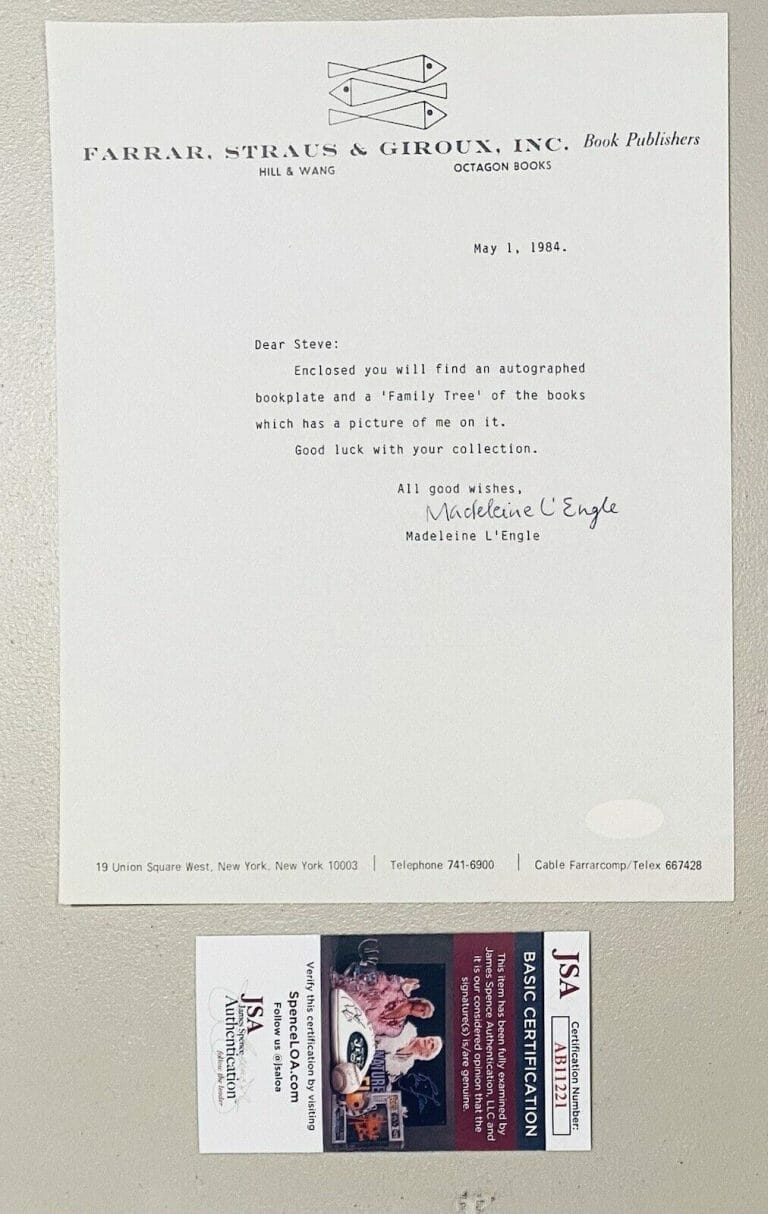 FARRAR, STRAUS & GIROUX, INC. Book Publishers
HILL & WANG OCTAGON BOOKS
May 1, 1984.
Dear Steve:
Enclosed you will find an autographed
bookplate and a 'Family Tree' of the books
which has a picture of me on it.
Good luck with your collection.
All good wishes,
Madeleine L'Engle
Madeleine L'Engle
19 Union Square West, New York, New York 10003 | Telephone 741-6900 | Cable Farrarcomp/Telex 667428
JSA
Certification Number:
AB11221
BASIC CERTIFICATION
This item has been fully examined by
James Spence Authentication, LLC and
it is our considered opinion that the
signature(s) is/are genuine.
JETS
Verify this certification by visiting
SpenceLOA.com
Follow us @jsaloa
JSA
James Spence
Authentication
follow the leader